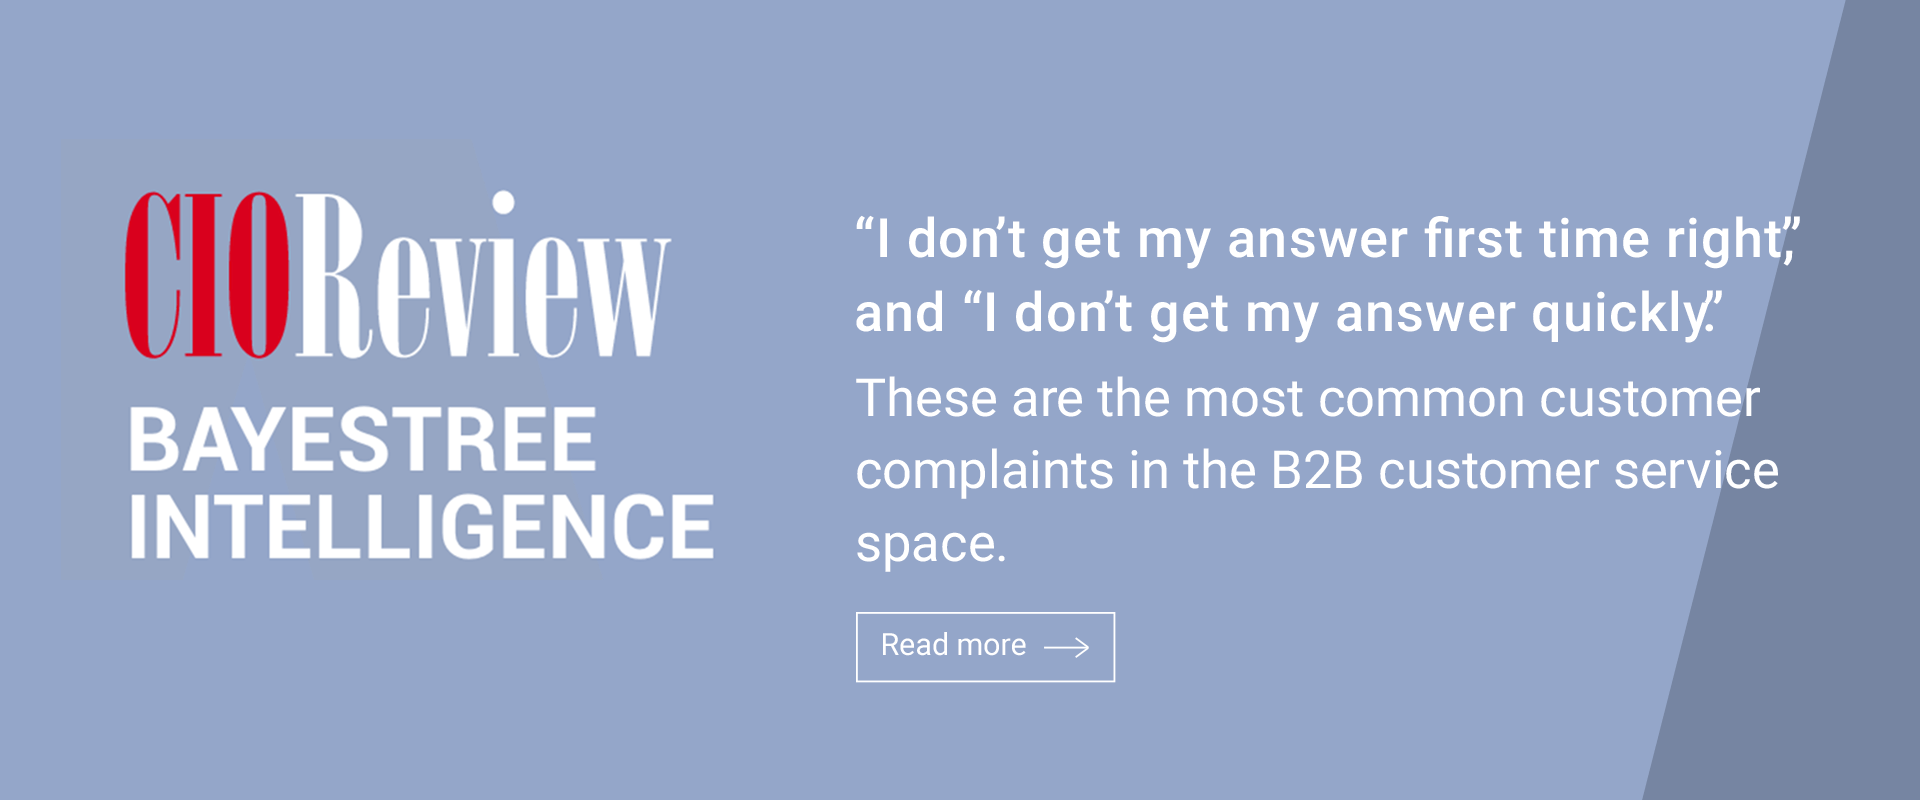 CIOReview
BAYESTREE
INTELLIGENCE
“I don’t get my answer first time right”,
and “I don’t get my answer quickly”.
These are the most common customer
complaints in the B2B customer service
space.
Read more